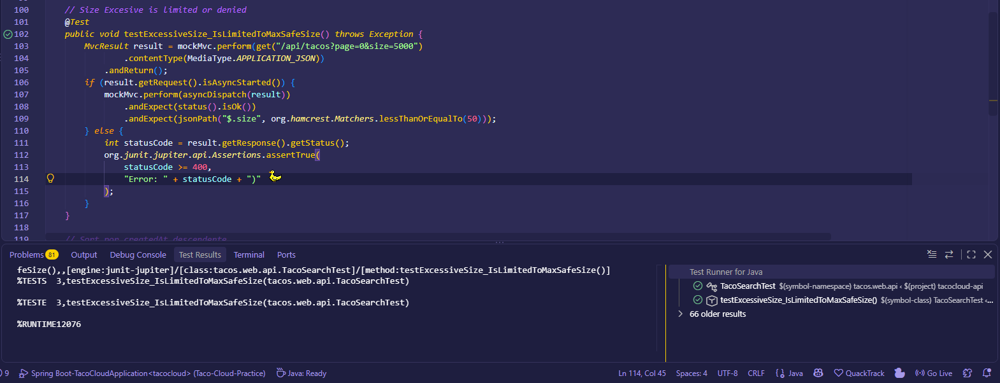 100 // Size Excesive is limited or denied
101 @Test
102 public void testExcessiveSize_IsLimitedToMaxSafeSize() throws Exception {
103 MvcResult result = mockMvc.perform(get("/api/tacos?page=0&size=5000")
104 .contentType(MediaType.APPLICATION_JSON))
105 .andReturn();
106 if (result.getRequest().isAsyncStarted()) {
107 mockMvc.perform(asyncDispatch(result))
108 .andExpect(status().isOk())
109 .andExpect(jsonPath("$.size", org.hamcrest.Matchers.lessThanOrEqualTo(50)));
110 } else {
111 int statusCode = result.getResponse().getStatus();
112 org.junit.jupiter.api.Assertions.assertTrue(
113 statusCode >= 400,
114 "Error: " + statusCode + ")"
115 );
116 }
117 }
118
119 // Sort por createdAt descendente
Problems 81 Output Debug Console Test Results Terminal Ports
feSize(),,[engine:junit-jupiter]/[class:tacos.web.api.TacoSearchTest]/[method:testExcessiveSize_IsLimitedToMaxSafeSize()]
%TESTS 3,testExcessiveSize_IsLimitedToMaxSafeSize(tacos.web.api.TacoSearchTest)
%TESTE 3,testExcessiveSize_IsLimitedToMaxSafeSize(tacos.web.api.TacoSearchTest)
%RUNTIME12076
Test Runner for Java
TacoSearchTest $(symbol-namespace) tacos.web.api < $(project) tacocloud-api
testExcessiveSize_IsLimitedToMaxSafeSize() $(symbol-class) TacoSearchTest <...
66 older results
9 Spring Boot-TacoCloudApplication<tacocloud> (Taco-Cloud-Practice) Java: Ready Ln 114, Col 45 Spaces: 4 UTF-8 CRLF Java QuackTrack Go Live